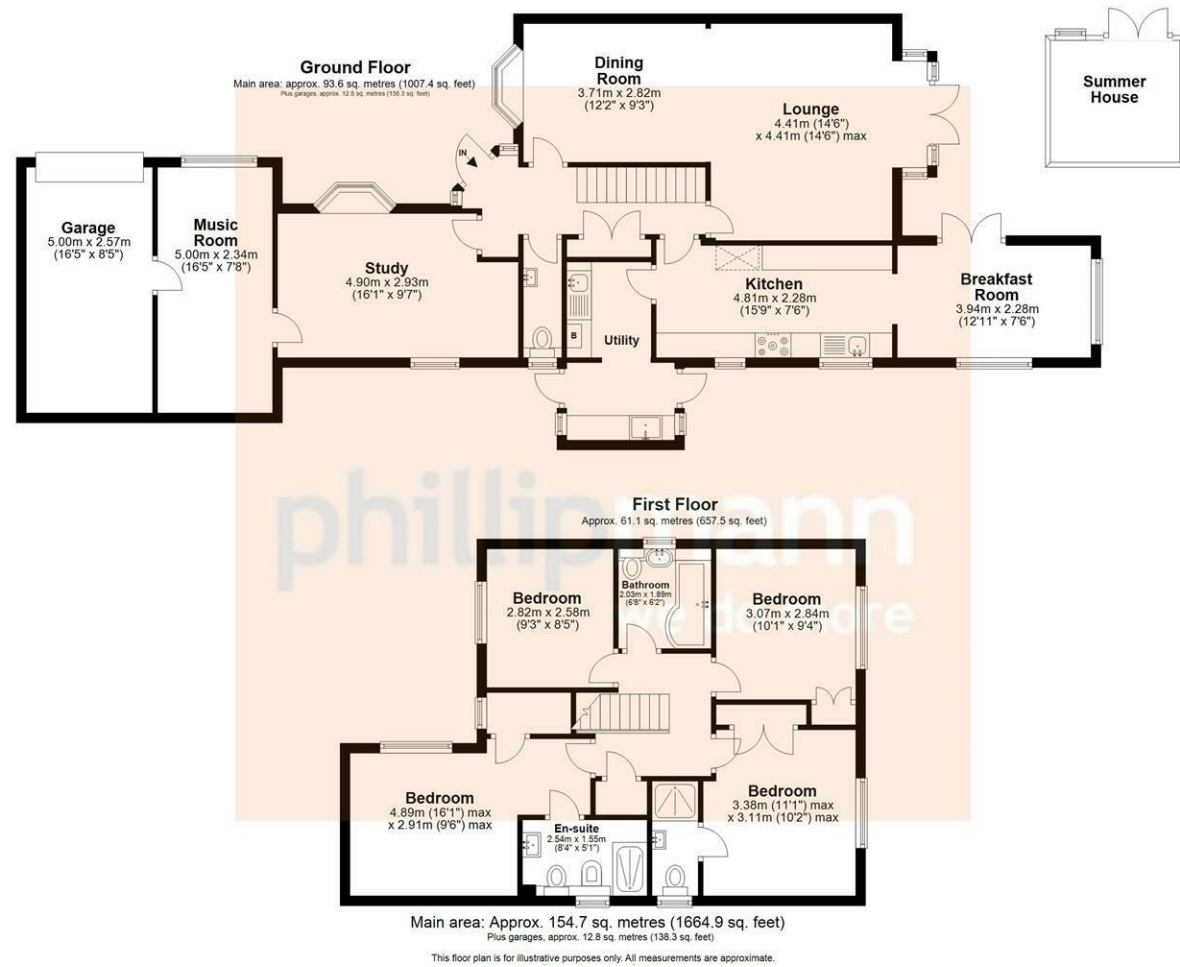 Ground Floor
Main area: approx. 93.6 sq. metres (1007.4 sq. feet)
Plus garages, approx. 12.8 sq. metres (138.3 sq. feet)
Dining
Room
3.71m x 2.82m
(12'2" x 9'3")
Lounge
4.41m (14'6")
x 4.41m (14'6") max
Summer
House
IN
Garage
5.00m x 2.57m
(16'5" x 8'5")
Music
Room
5.00m x 2.34m
(16'5" x 7'8")
Study
4.90m x 2.93m
(16'1" x 9'7")
B
Utility
Kitchen
4.81m x 2.28m
(15'9" x 7'6")
Breakfast
Room
3.94m x 2.28m
(12'11" x 7'6")
phillipmann
we do more
First Floor
Approx. 61.1 sq. metres (657.5 sq. feet)
Bedroom
2.82m x 2.58m
(9'3" x 8'5")
Bathroom
2.03m x 1.89m
(6'8" x 6'2")
Bedroom
3.07m x 2.84m
(10'1" x 9'4")
Bedroom
4.89m (16'1") max
x 2.91m (9'6") max
En-suite
2.54m x 1.55m
(8'4" x 5'1")
Bedroom
3.38m (11'1") max
x 3.11m (10'2") max
Main area: Approx. 154.7 sq. metres (1664.9 sq. feet)
Plus garages, approx. 12.8 sq. metres (138.3 sq. feet)
This floor plan is for illustrative purposes only. All measurements are approximate.